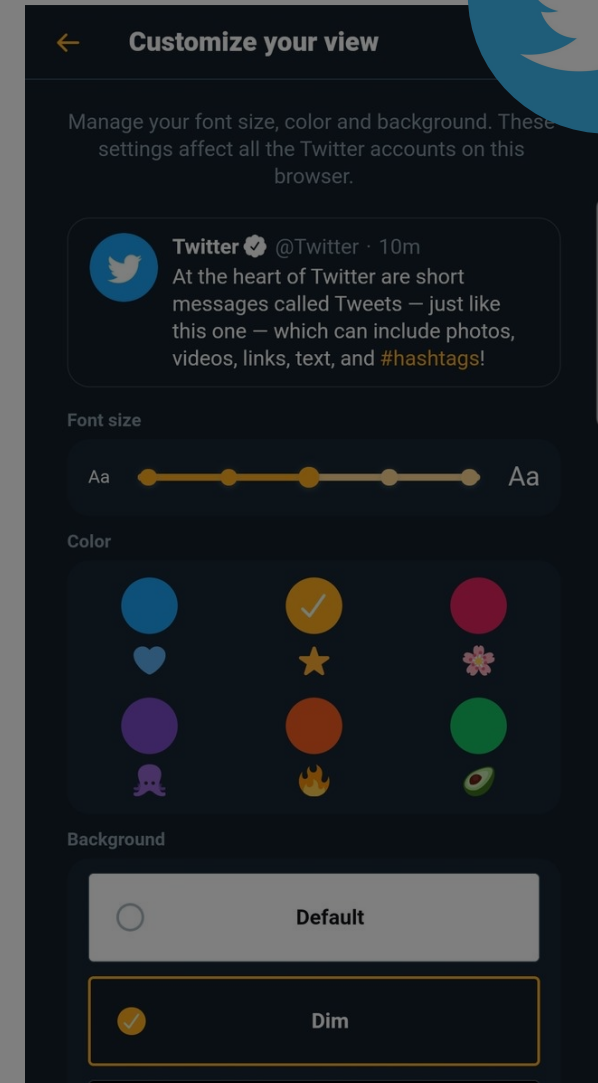 Customize your view
Manage your font size, color and background. These
settings affect all the Twitter accounts on this
browser.
Twitter @Twitter · 10m
At the heart of Twitter are short
messages called Tweets — just like
this one — which can include photos,
videos, links, text, and #hashtags!
Font size
Aa Aa
Color
Background
Default
Dim